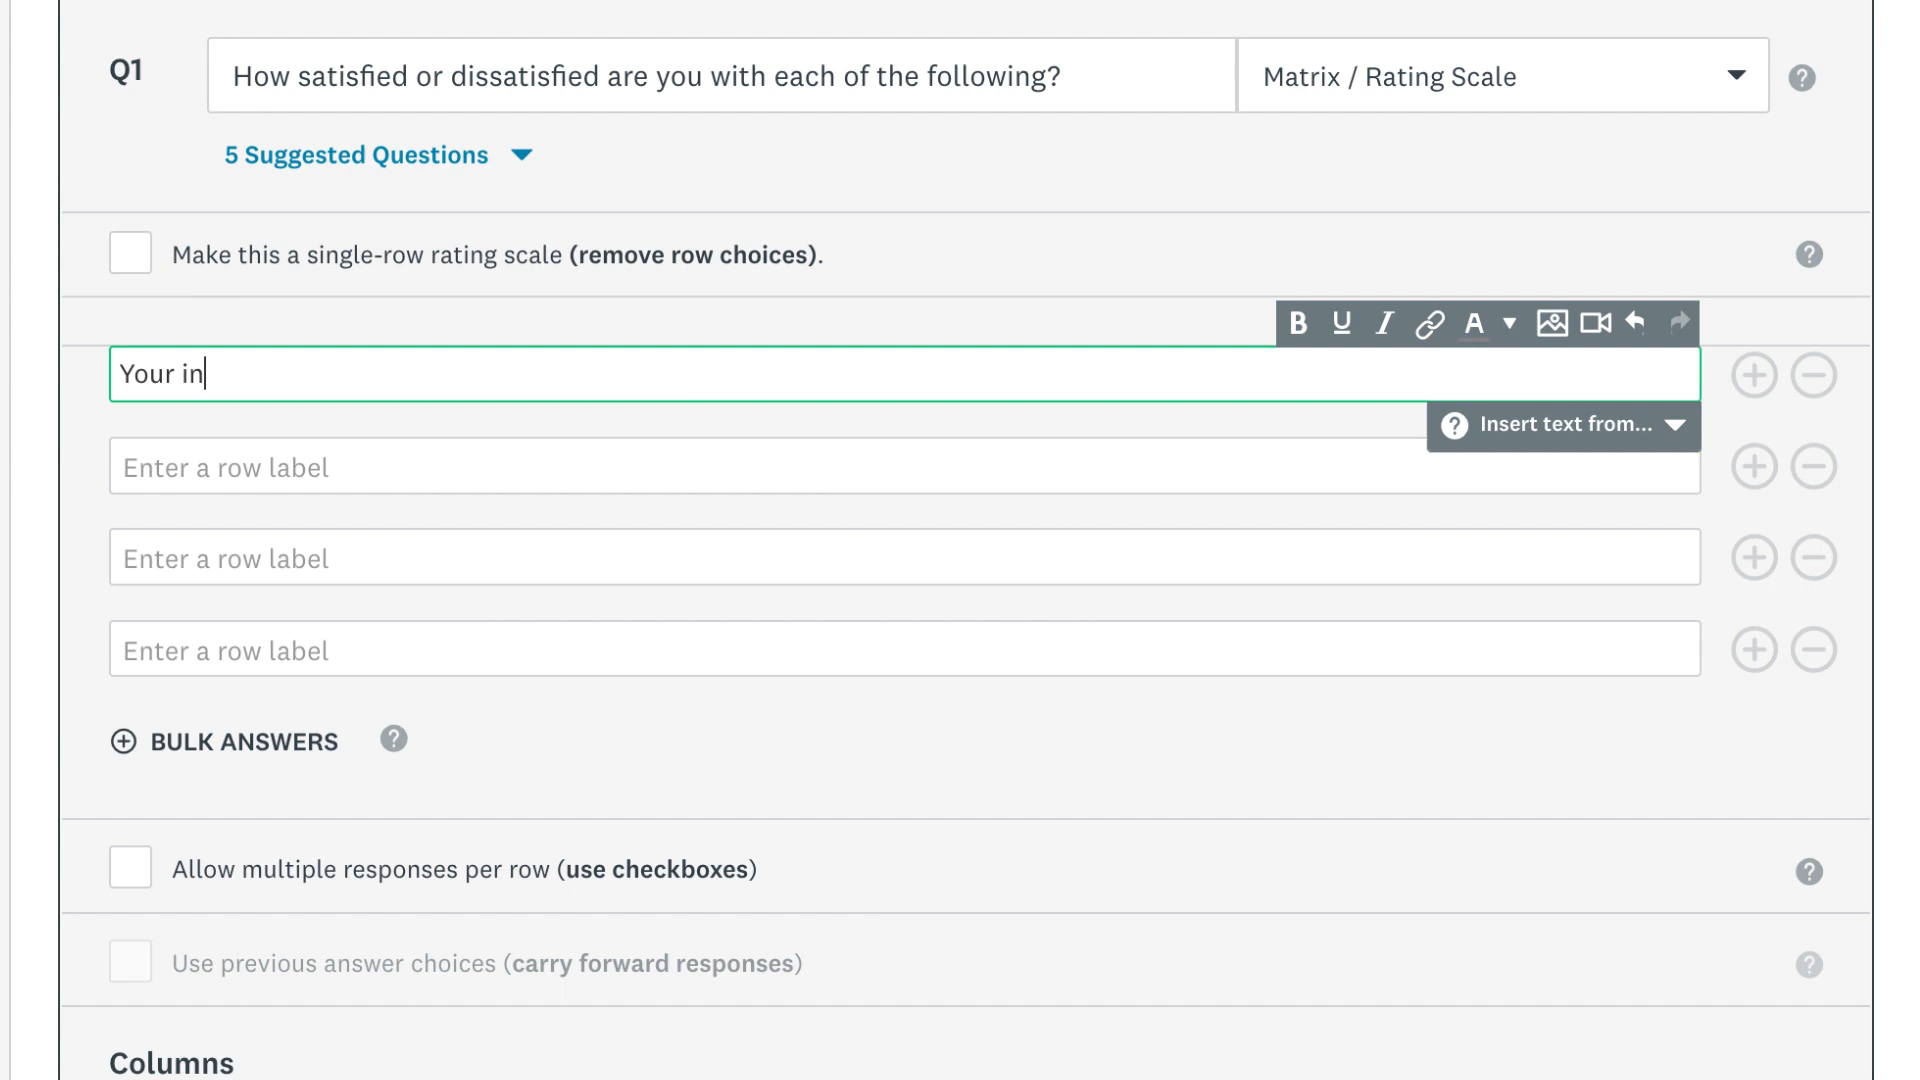 Q1 How satisfied or dissatisfied are you with each of the following? Matrix / Rating Scale ?
5 Suggested Questions
Make this a single-row rating scale (remove row choices). ?
B U I A
Your in
? Insert text from...
Enter a row label
Enter a row label
Enter a row label
BULK ANSWERS ?
Allow multiple responses per row (use checkboxes) ?
Use previous answer choices (carry forward responses) ?
Columns